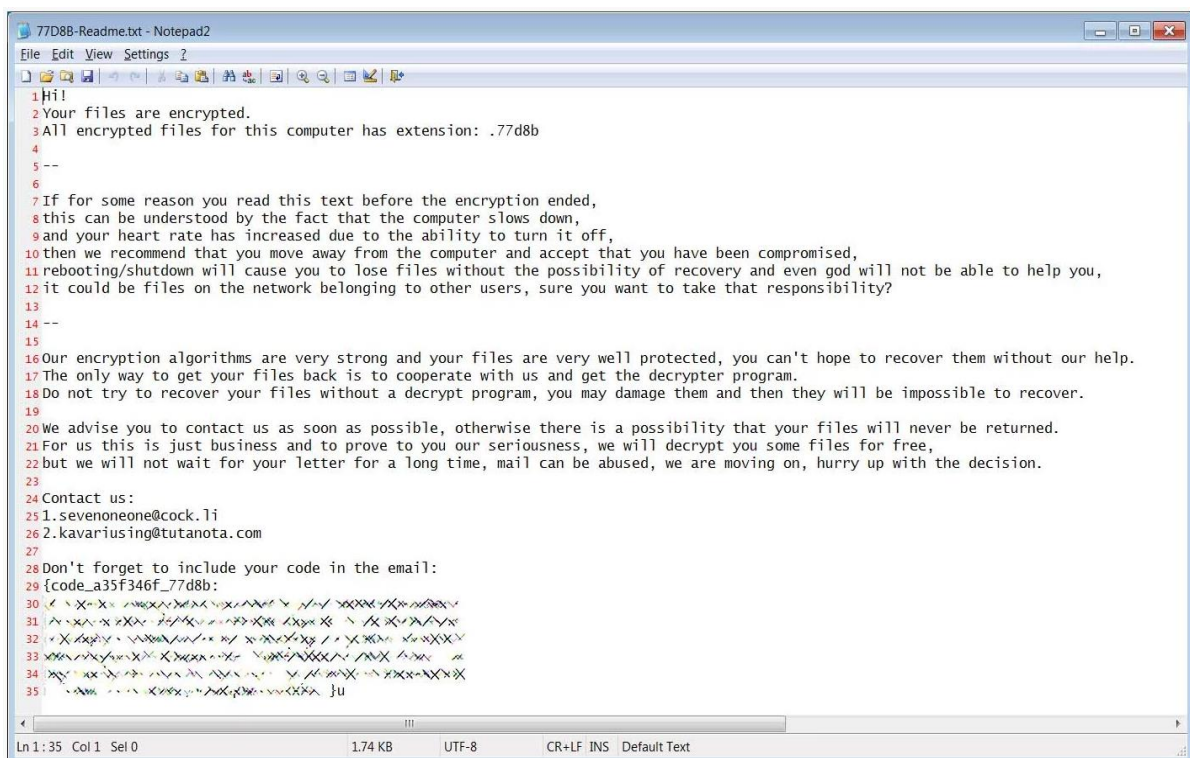 77D8B-Readme.txt - Notepad2
File Edit View Settings ?
1 Hi!
2 Your files are encrypted.
3 All encrypted files for this computer has extension: .77d8b
4
5 --
6
7 If for some reason you read this text before the encryption ended,
8 this can be understood by the fact that the computer slows down,
9 and your heart rate has increased due to the ability to turn it off,
10 then we recommend that you move away from the computer and accept that you have been compromised,
11 rebooting/shutdown will cause you to lose files without the possibility of recovery and even god will not be able to help you,
12 it could be files on the network belonging to other users, sure you want to take that responsibility?
13
14 --
15
16 Our encryption algorithms are very strong and your files are very well protected, you can't hope to recover them without our help.
17 The only way to get your files back is to cooperate with us and get the decrypter program.
18 Do not try to recover your files without a decrypt program, you may damage them and then they will be impossible to recover.
19
20 We advise you to contact us as soon as possible, otherwise there is a possibility that your files will never be returned.
21 For us this is just business and to prove to you our seriousness, we will decrypt you some files for free,
22 but we will not wait for your letter for a long time, mail can be abused, we are moving on, hurry up with the decision.
23
24 Contact us:
25 1.sevenoneone@cock.li
26 2.kavariusing@tutanota.com
27
28 Don't forget to include your code in the email:
29 {code_a35f346f_77d8b:
30
31
32
33
34
35 }u
Ln 1 : 35 Col 1 Sel 0 1.74 KB UTF-8 CR+LF INS Default Text